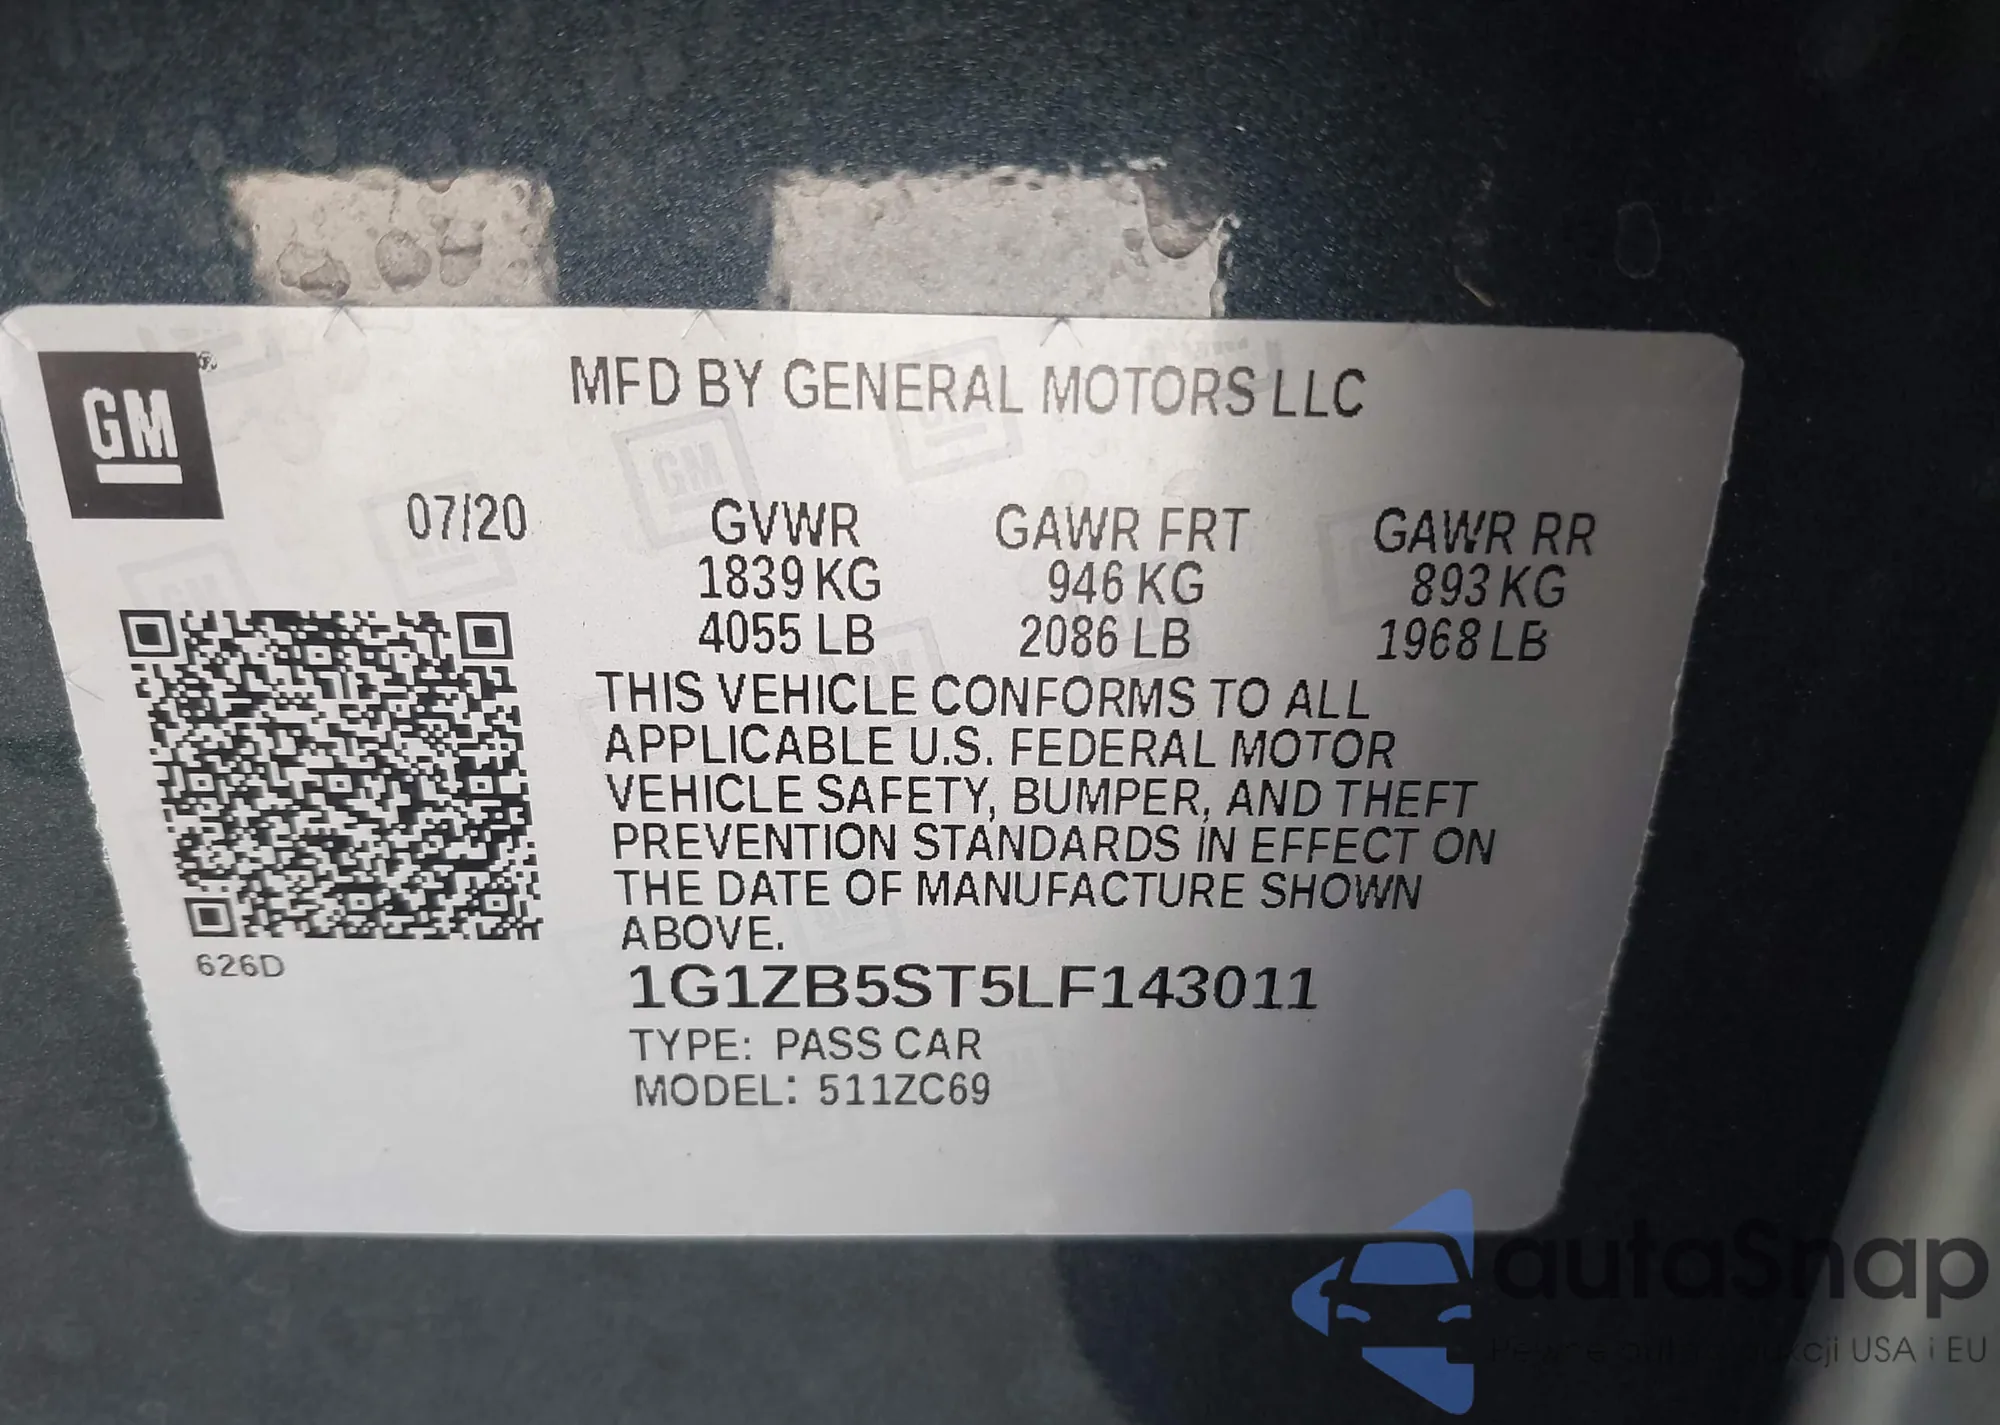 GM®
MFD BY GENERAL MOTORS LLC
07/20
GVWR
1839 KG
4055 LB
GAWR FRT
946 KG
2086 LB
GAWR RR
893 KG
1968 LB
THIS VEHICLE CONFORMS TO ALL
APPLICABLE U.S. FEDERAL MOTOR
VEHICLE SAFETY, BUMPER, AND THEFT
PREVENTION STANDARDS IN EFFECT ON
THE DATE OF MANUFACTURE SHOWN
ABOVE.
626D
1G1ZB5ST5LF143011
TYPE: PASS CAR
MODEL: 511ZC69
autaSnap
USA i EU